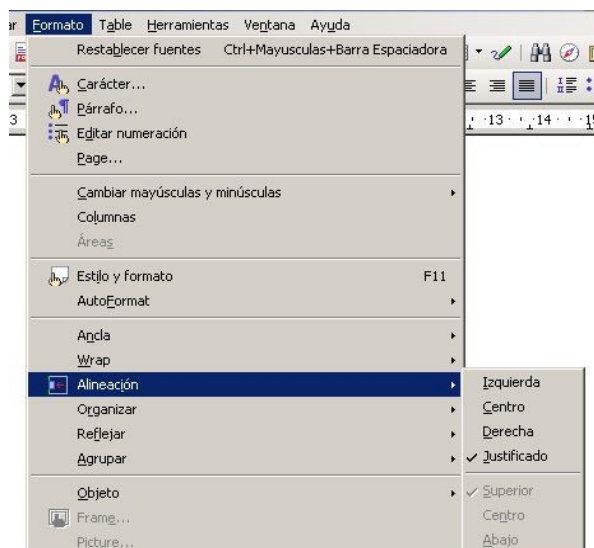 Formato Table Herramientas Ventana Ayuda
Restablecer fuentes Ctrl+Mayusculas+Barra Espaciadora
Carácter...
Párrafo...
Editar numeración
Page...
Cambiar mayúsculas y minúsculas
Columnas
Áreas
Estilo y formato F11
AutoFormat
Ancla
Wrap
Alineación
Organizar
Reflejar
Agrupar
Objeto
Frame...
Picture...
Izquierda
Centro
Derecha
Justificado
Superior
Centro
Abajo
3
13 14